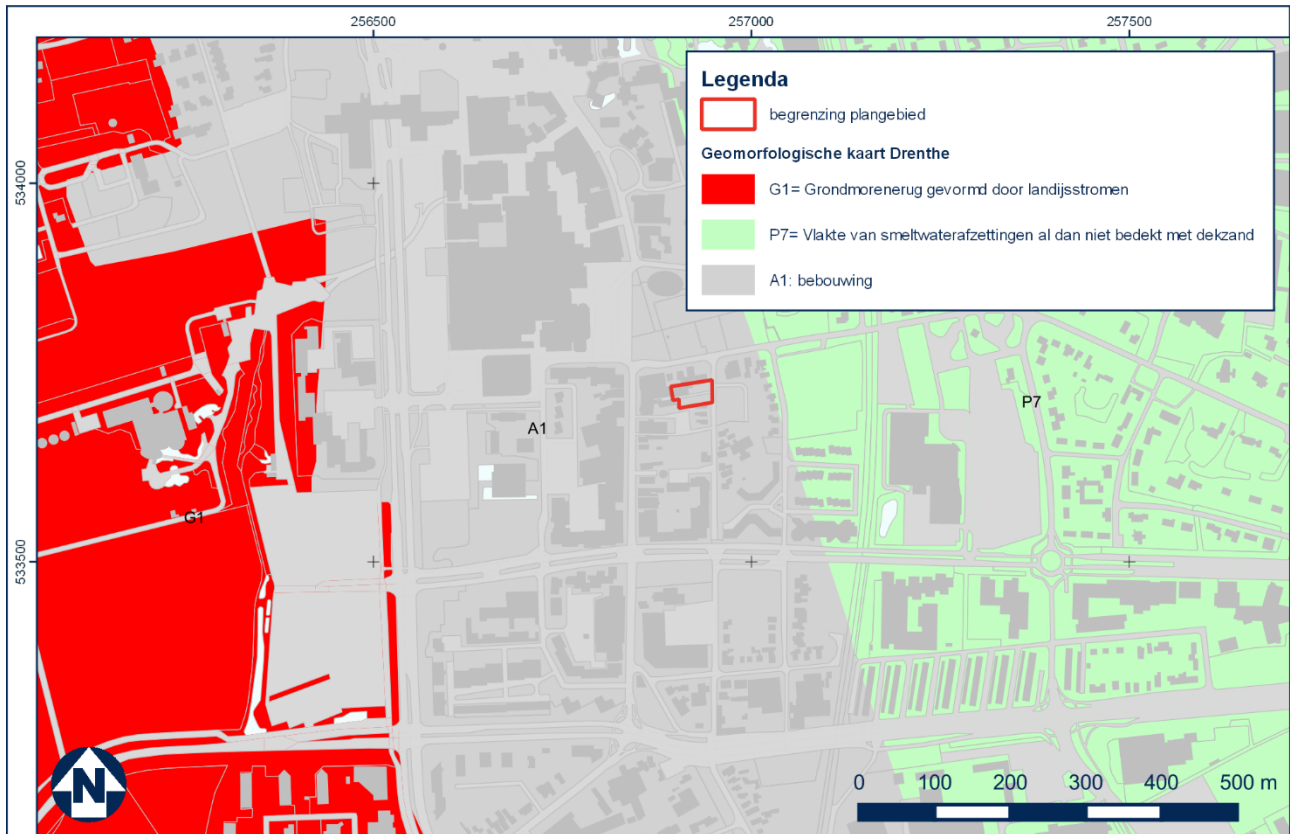 256500
257000
257500
Legenda
begrenzing plangebied
Geomorfologische kaart Drenthe
G1= Grondmorenerug gevormd door landijsstromen
P7= Vlakte van smeltwaterafzettingen al dan niet bedekt met dekzand
A1: bebouwing
534000
P7
A1
G1
533500
N
0 100 200 300 400 500 m